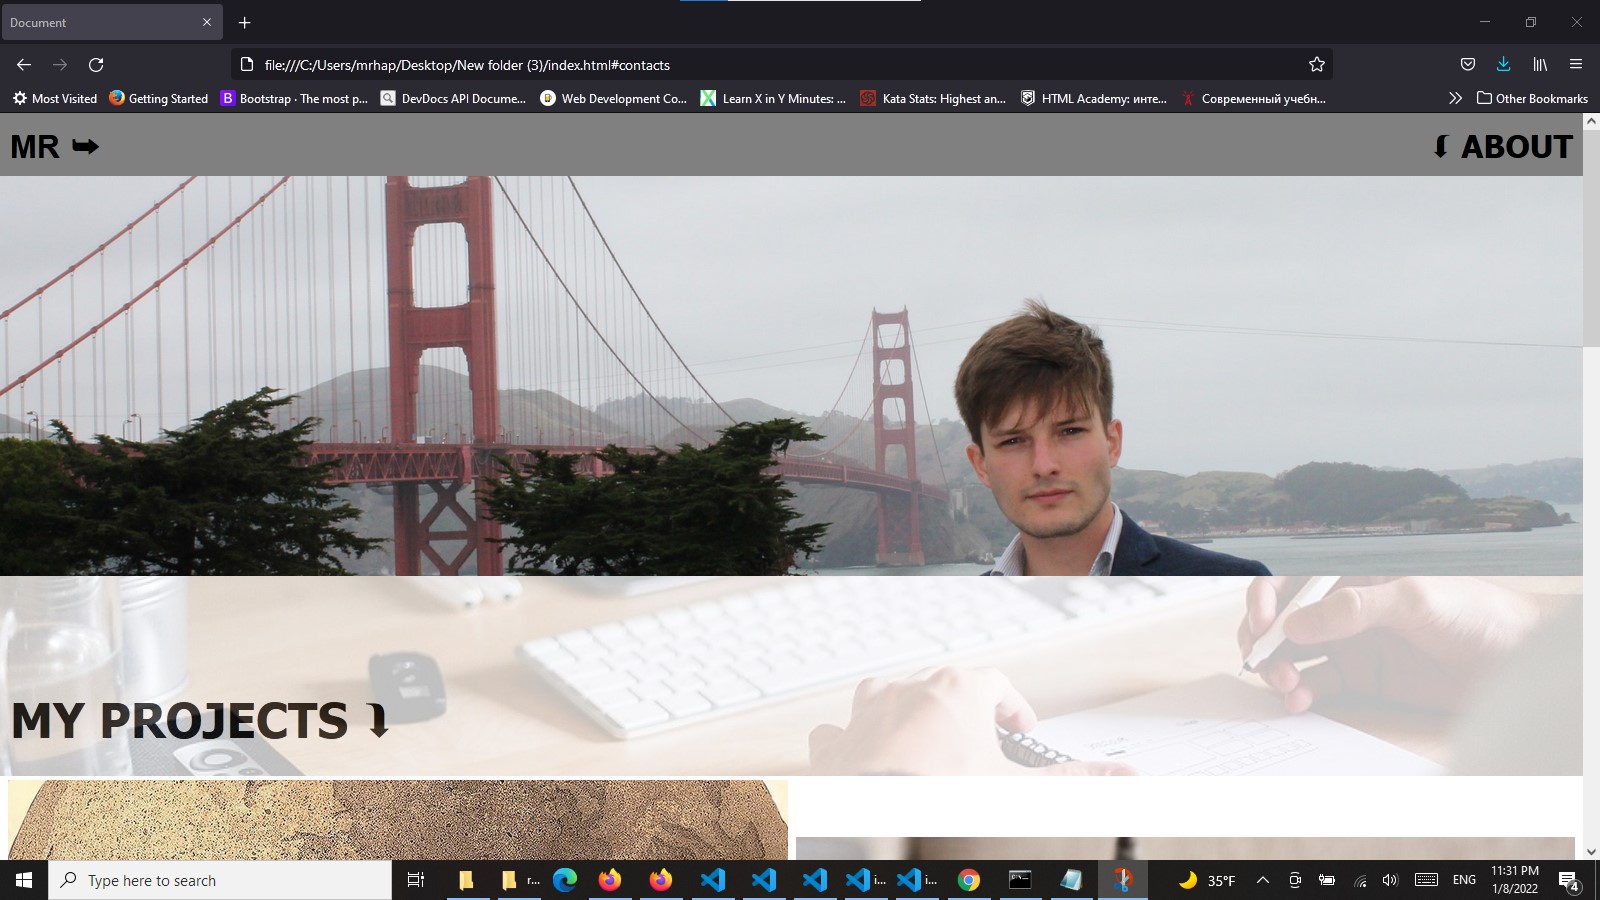 Document
file:///C:/Users/mrhap/Desktop/New folder (3)/index.html#contacts
Most Visited Getting Started Bootstrap · The most p... DevDocs API Docume... Web Development Co... Learn X in Y Minutes: ... Kata Stats: Highest an... HTML Academy: инте... Современный учебн... Other Bookmarks
MR ➥ ABOUT
MY PROJECTS
Type here to search
r...
i...
i...
35°F
ENG
11:31 PM
1/8/2022
4